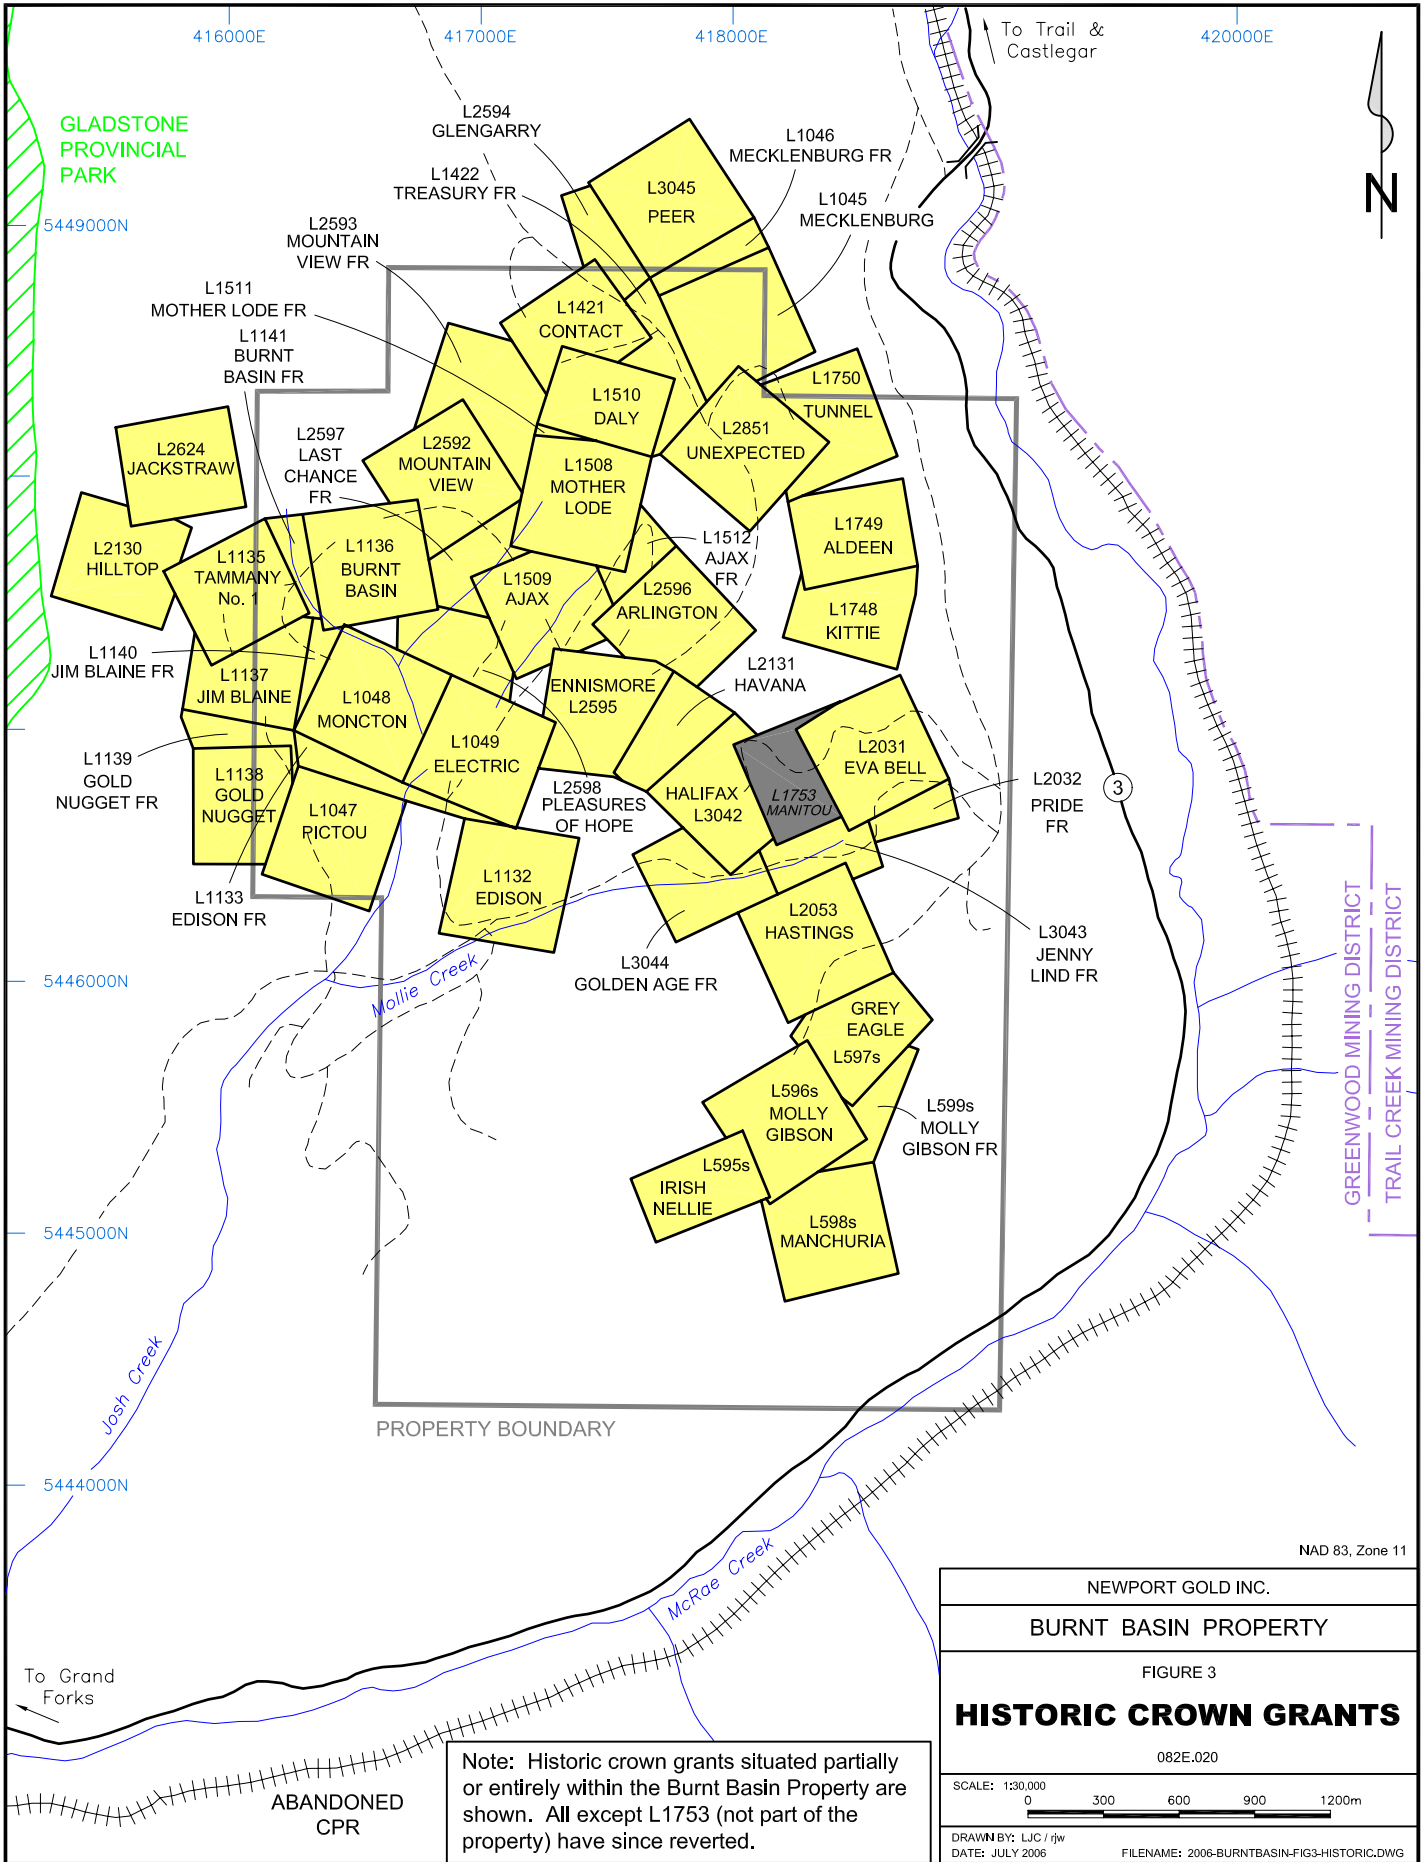 416000E
417000E
418000E
420000E
To Trail &
Castlegar
GLADSTONE
PROVINCIAL
PARK
N
5449000N
5446000N
5445000N
5444000N
L2594
GLENGARRY
L1422
TREASURY FR
L3045
PEER
L1046
MECKLENBURG FR
L1045
MECKLENBURG
L2593
MOUNTAIN
VIEW FR
L1511
MOTHER LODE FR
L1141
BURNT
BASIN FR
L1421
CONTACT
L1510
DALY
L1750
TUNNEL
L2851
UNEXPECTED
L2624
JACKSTRAW
L2597
LAST
CHANCE
FR
L2592
MOUNTAIN
VIEW
L1508
MOTHER
LODE
L1749
ALDEEN
L2130
HILLTOP
L1135
TAMMANY
No. 1
L1136
BURNT
BASIN
L1509
AJAX
L1512
AJAX
FR
L2596
ARLINGTON
L1748
KITTIE
L1140
JIM BLAINE FR
L1137
JIM BLAINE
L1048
MONCTON
ENNISMORE
L2595
L2131
HAVANA
L1139
GOLD
NUGGET FR
L1138
GOLD
NUGGET
L1049
ELECTRIC
L2031
EVA BELL
L1047
PICTOU
L2598
PLEASURES
OF HOPE
HALIFAX
L3042
L1753
MANITOU
L2032
PRIDE
FR
3
L1133
EDISON FR
L1132
EDISON
L2053
HASTINGS
L3044
GOLDEN AGE FR
L3043
JENNY
LIND FR
Mollie Creek
GREY
EAGLE
L597s
L596s
MOLLY
GIBSON
L599s
MOLLY
GIBSON FR
L595s
IRISH
NELLIE
L598s
MANCHURIA
GREENWOOD MINING DISTRICT
TRAIL CREEK MINING DISTRICT
Josh Creek
PROPERTY BOUNDARY
McRae Creek
To Grand
Forks
ABANDONED
CPR
Note: Historic crown grants situated partially
or entirely within the Burnt Basin Property are
shown. All except L1753 (not part of the
property) have since reverted.
NAD 83, Zone 11
NEWPORT GOLD INC.
BURNT BASIN PROPERTY
FIGURE 3
HISTORIC CROWN GRANTS
082E.020
SCALE: 1:30,000
0 300 600 900 1200m
DRAWN BY: LJC / rjw
DATE: JULY 2006
FILENAME: 2006-BURNTBASIN-FIG3-HISTORIC.DWG